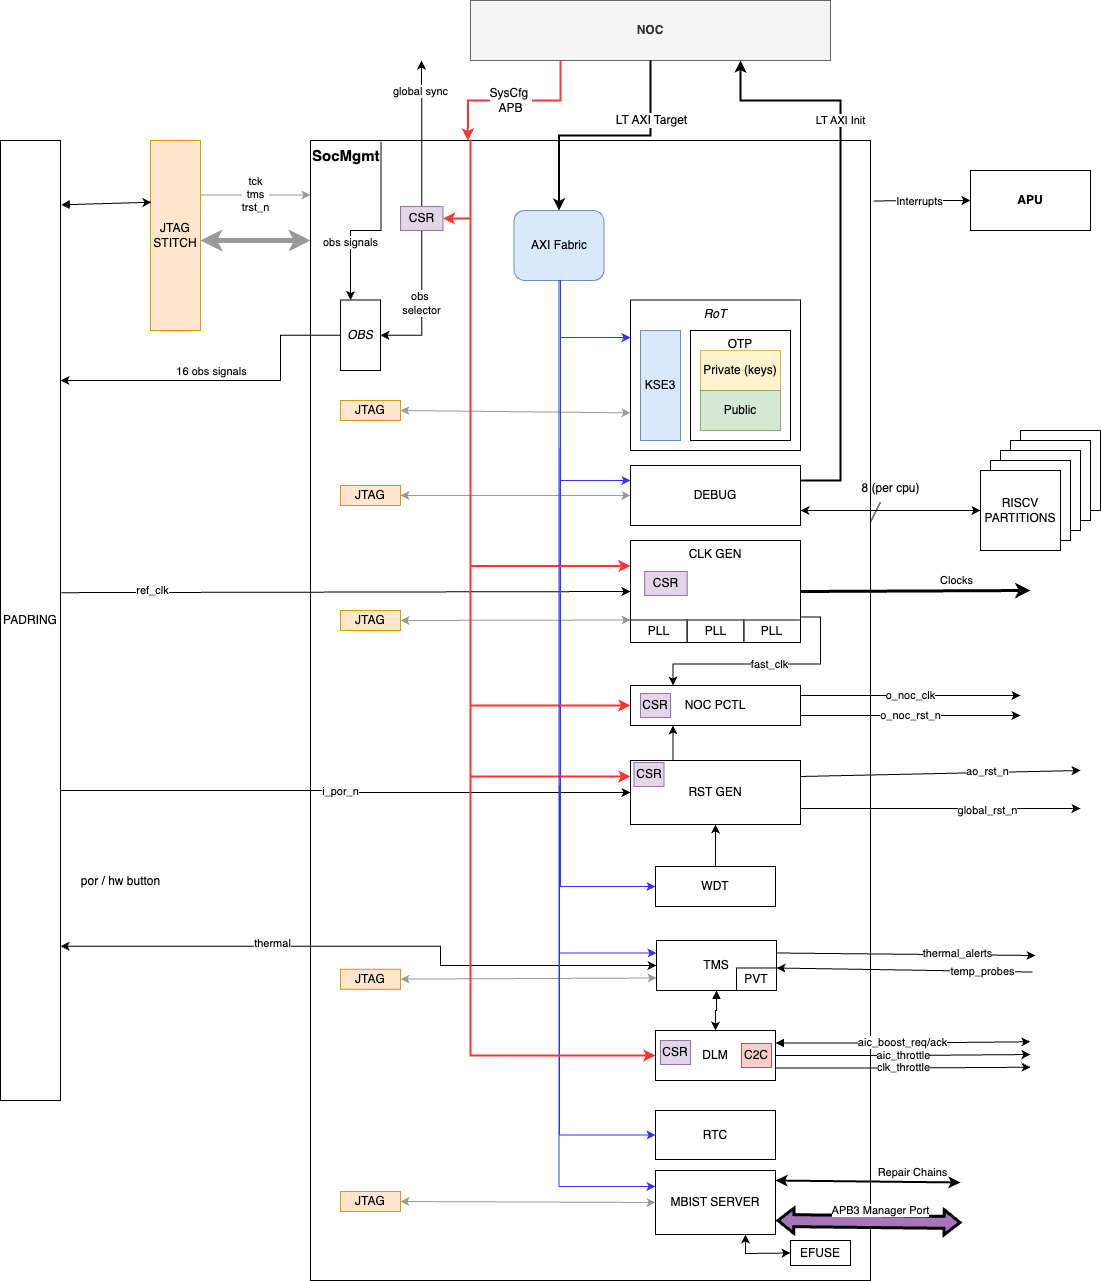 NOC
global sync
SysCfg
APB
LT AXI Target
LT AXI Init
SocMgmt
JTAG
STITCH
tck
tms
trst_n
CSR
obs signals
AXI Fabric
Interrupts
APU
obs
selector
OBS
16 obs signals
RoT
KSE3
OTP
Private (keys)
Public
JTAG
JTAG
DEBUG
8 (per cpu)
RISCV
PARTITIONS
CLK GEN
CSR
ref_clk
Clocks
PADRING
JTAG
PLL
PLL
PLL
fast_clk
CSR
NOC PCTL
o_noc_clk
o_noc_rst_n
CSR
RST GEN
i_por_n
ao_rst_n
global_rst_n
por / hw button
WDT
thermal
TMS
PVT
thermal_alerts
temp_probes
JTAG
CSR
DLM
C2C
aic_boost_req/ack
aic_throttle
clk_throttle
RTC
JTAG
MBIST SERVER
Repair Chains
APB3 Manager Port
EFUSE